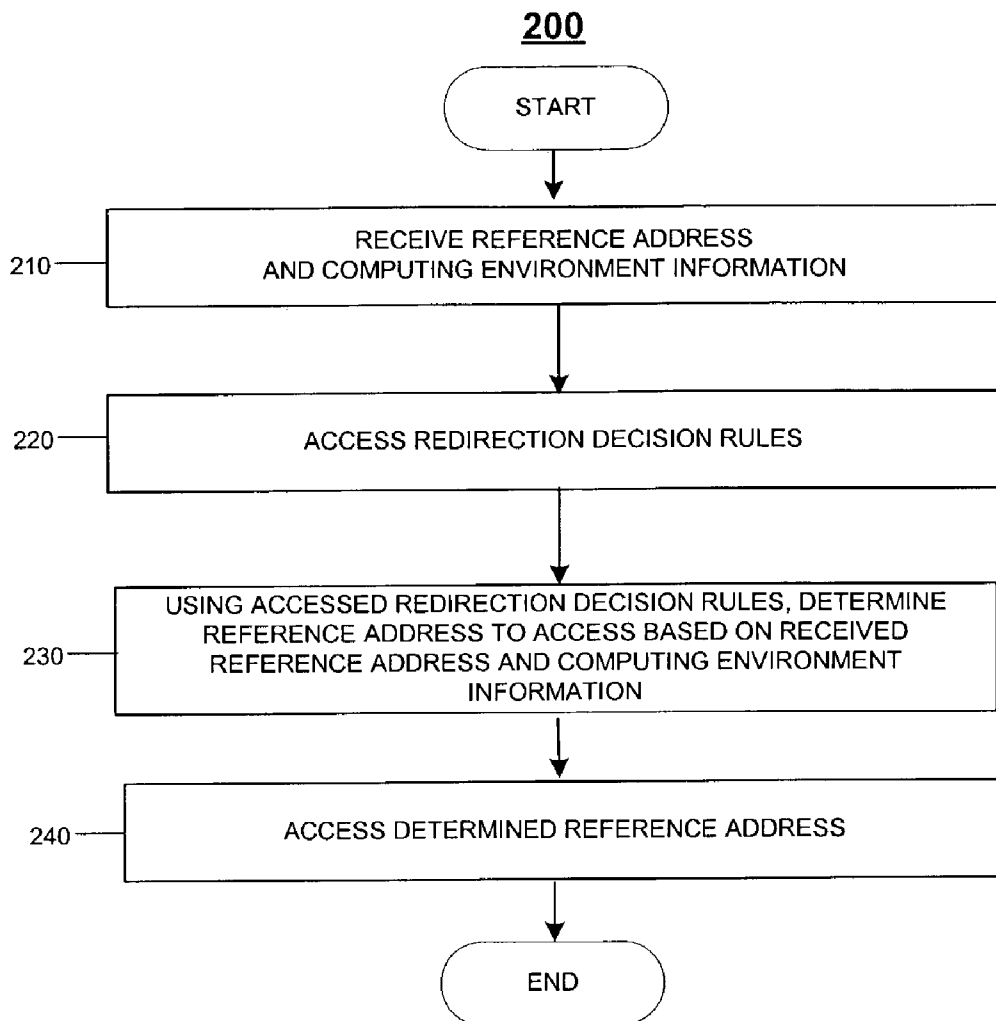 200
START
210
RECEIVE REFERENCE ADDRESS
AND COMPUTING ENVIRONMENT INFORMATION
220
ACCESS REDIRECTION DECISION RULES
230
USING ACCESSED REDIRECTION DECISION RULES, DETERMINE
REFERENCE ADDRESS TO ACCESS BASED ON RECEIVED
REFERENCE ADDRESS AND COMPUTING ENVIRONMENT
INFORMATION
240
ACCESS DETERMINED REFERENCE ADDRESS
END